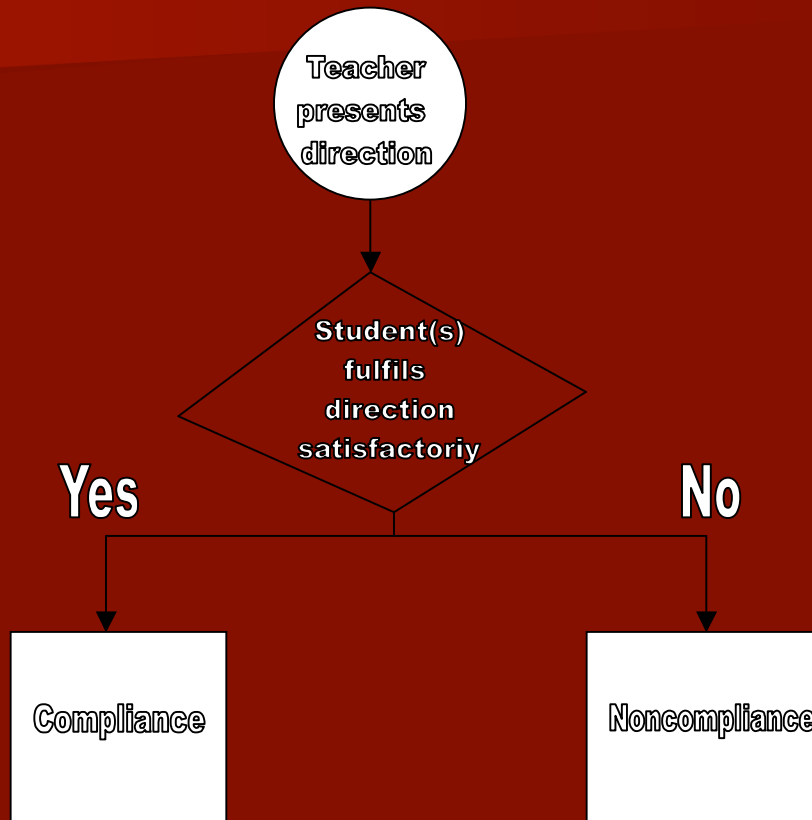 Teacher
presents
direction
Student(s)
fulfils
direction
satisfactoriy
Yes
No
Compliance
Noncompliance